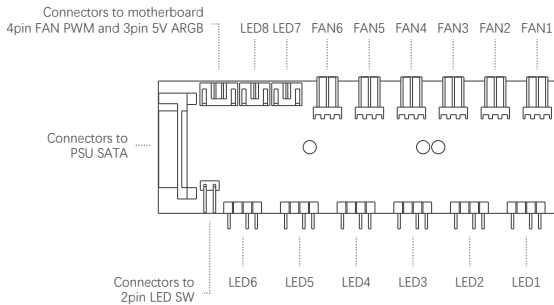 Connectors to motherboard
4pin FAN PWM and 3pin 5V ARGB
LED8 LED7 FAN6 FAN5 FAN4 FAN3 FAN2 FAN1
Connectors to
PSU SATA
LED6 LED5 LED4 LED3 LED2 LED1
Connectors to
2pin LED SW